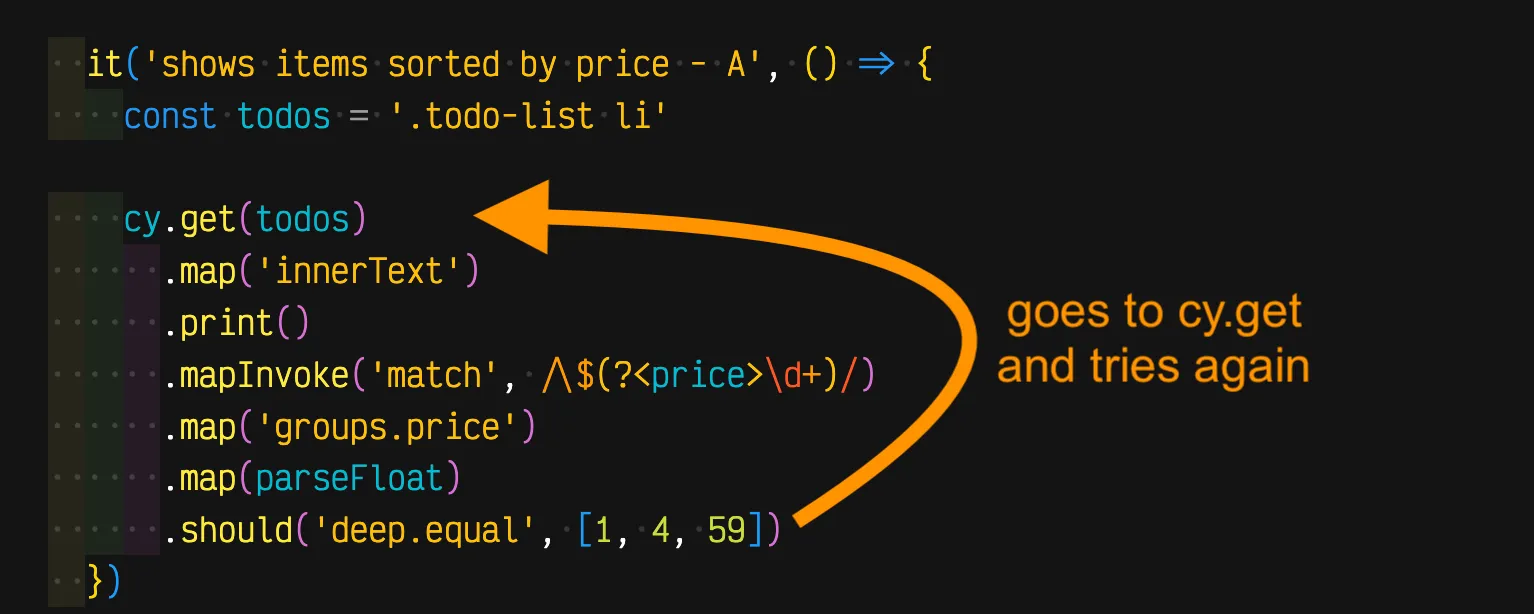 it('shows items sorted by price - A', () => {
const todos = '.todo-list li'
cy.get(todos)
.map('innerText')
.print()
.mapInvoke('match', /\$(?<price>\d+)/)
.map('groups.price')
.map(parseFloat)
.should('deep.equal', [1, 4, 59])
})
goes to cy.get
and tries again